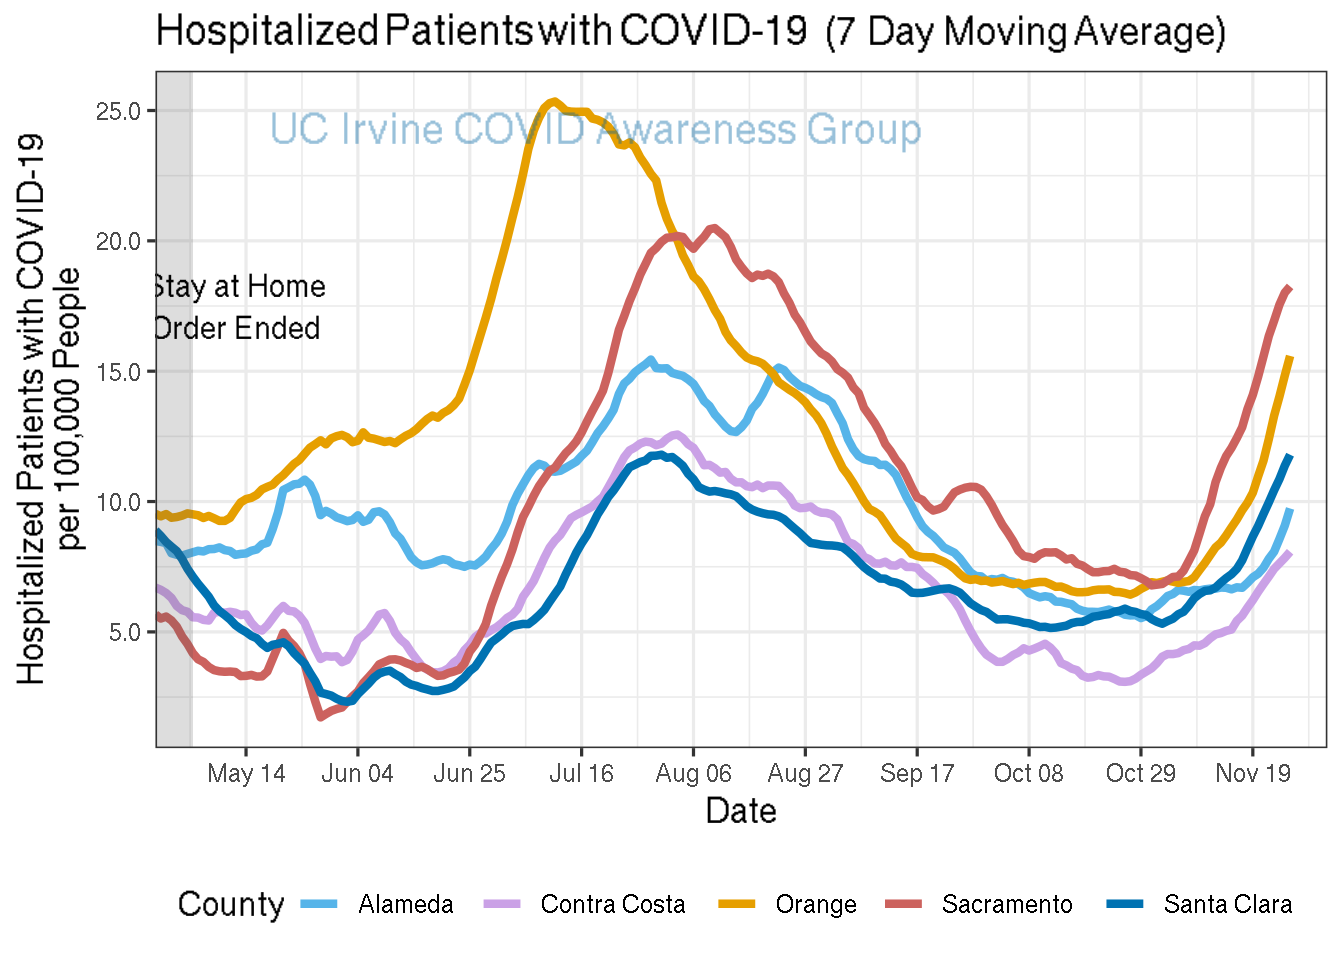 Hospitalized Patients with COVID-19 (7 Day Moving Average)
Hospitalized Patients with COVID-19
per 100,000 People
25.0
20.0
15.0
10.0
5.0
UC Irvine COVID Awareness Group
Stay at Home
Order Ended
May 14 Jun 04 Jun 25 Jul 16 Aug 06 Aug 27 Sep 17 Oct 08 Oct 29 Nov 19
Date
County Alameda Contra Costa Orange Sacramento Santa Clara